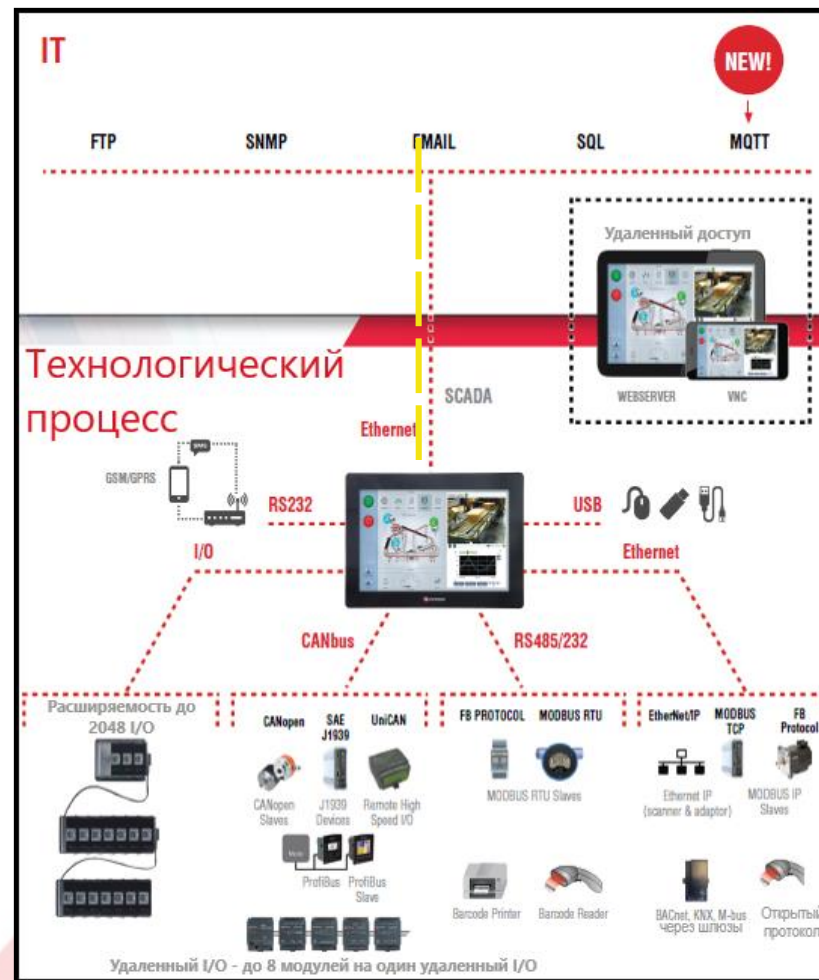 IT
NEW!
FTP SNMP EMAIL SQL MQTT
Удаленный доступ
WEBSERVER VNC
Технологический
процесс
SCADA
Ethernet
GSM/GPRS
SMS
RS232
USB
I/O
Ethernet
CANbus
RS485/232
Расширяемость до
2048 I/O
CANopen SAE J1939 UniCAN
CANopen Slaves
J1939 Devices
Remote High Speed I/O
ProfiBus
ProfiBus Slave
FB PROTOCOL MODBUS RTU
MODBUS RTU Slaves
Barcode Printer Barcode Reader
EtherNet/IP MODBUS TCP FB Protocol
Ethernet IP
(scanner & adaptor)
MODBUS IP
Slaves
BACnet, KNX, M-bus
через шлюзы
Открытый
протокол
Удаленный I/O - до 8 модулей на один удаленный I/O